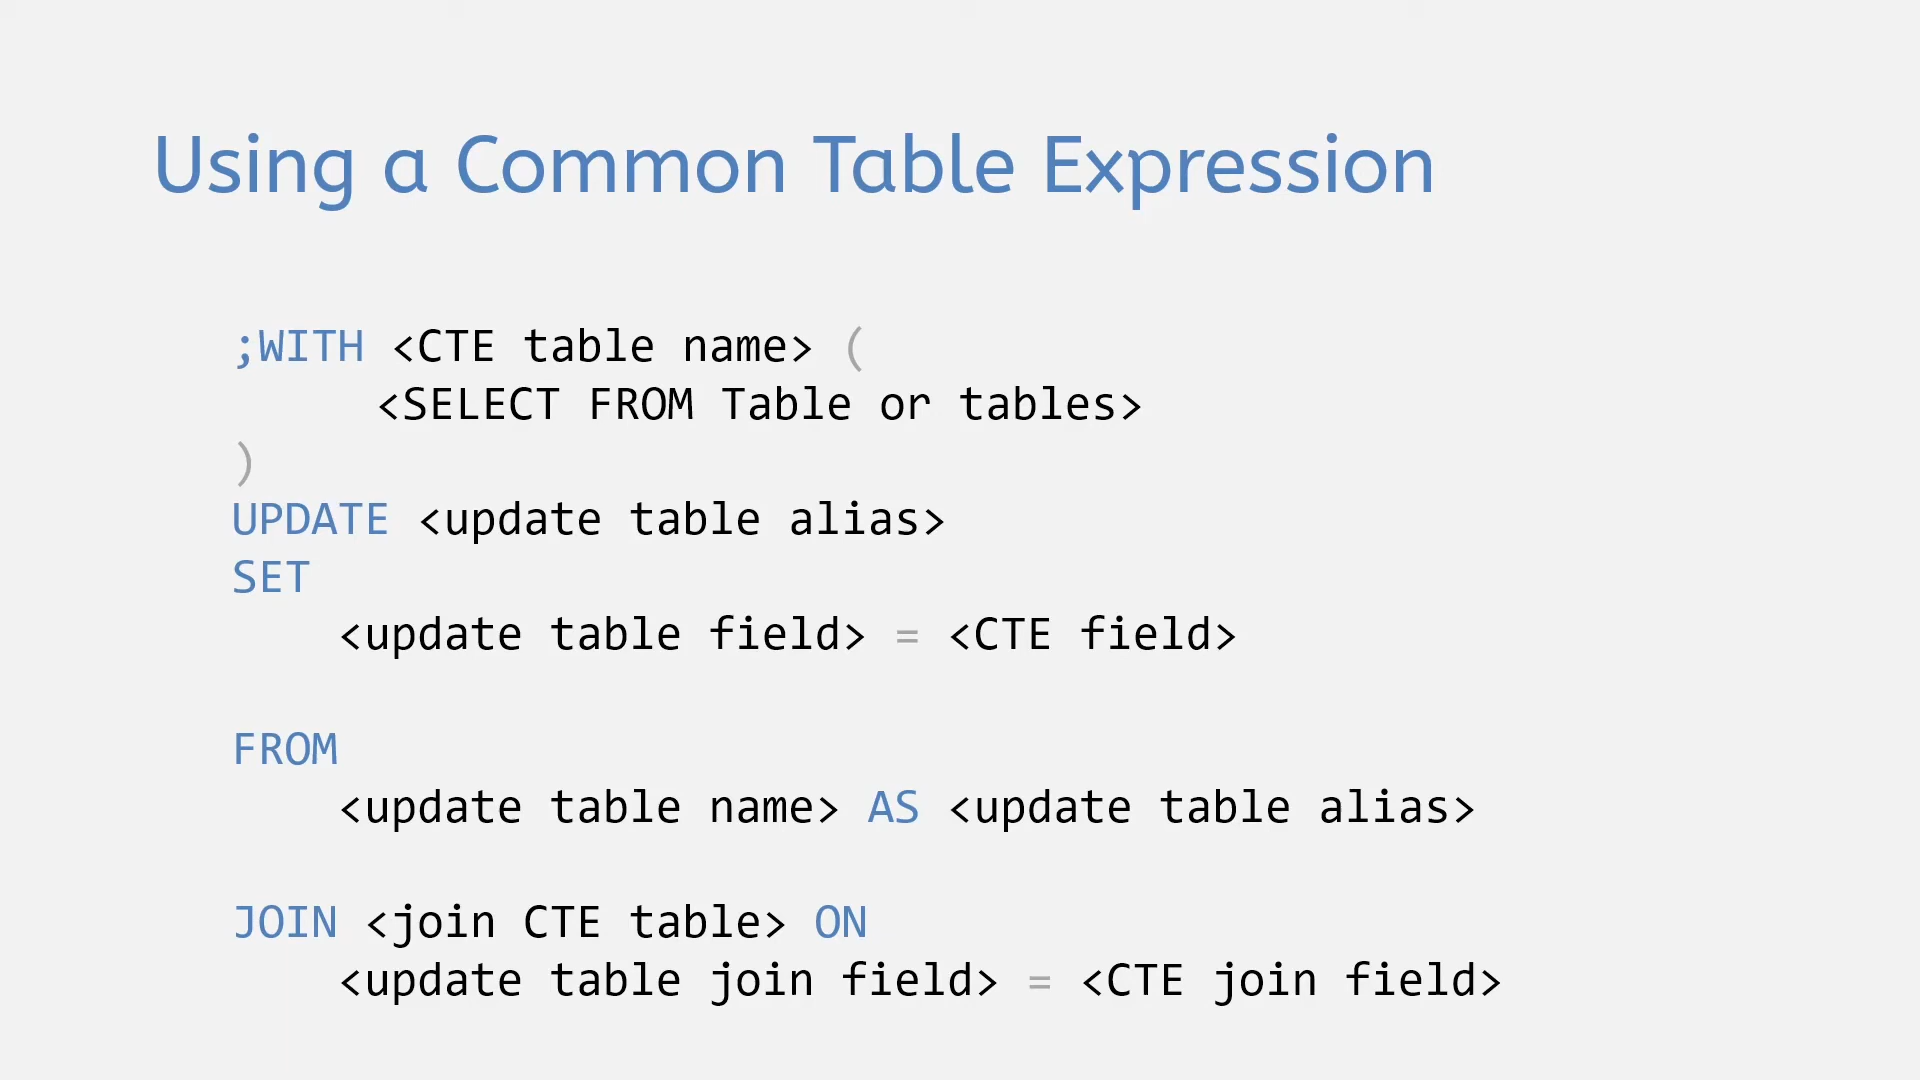 Using a Common Table Expression
;WITH <CTE table name> (
<SELECT FROM Table or tables>
)
UPDATE <update table alias>
SET
<update table field> = <CTE field>
FROM
<update table name> AS <update table alias>
JOIN <join CTE table> ON
<update table join field> = <CTE join field>